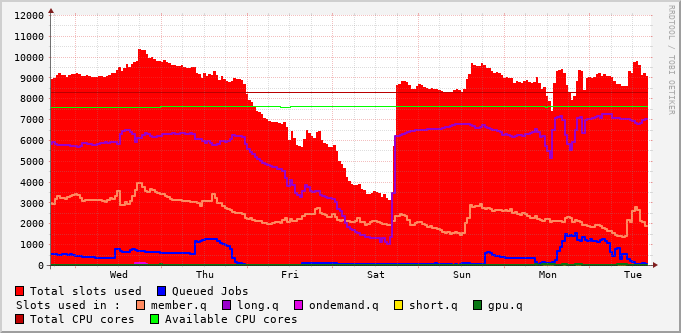 12000
11000
10000
9000
8000
7000
6000
5000
4000
3000
2000
1000
0
Wed Thu Fri Sat Sun Mon Tue
RRDTOOL / TOBI OETIKER
Total slots used Queued Jobs
Slots used in : member.q long.q ondemand.q short.q gpu.q
Total CPU cores Available CPU cores